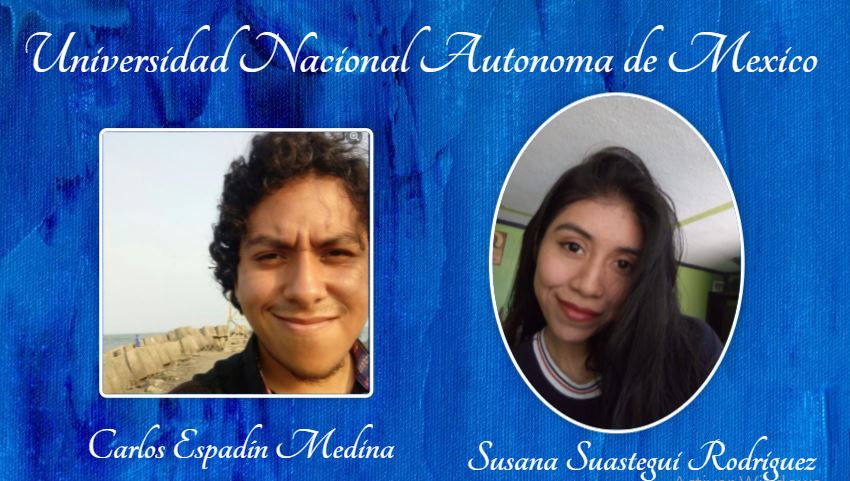 Universidad Nacional Autonoma de Mexico
Carlos Espadín Medina
Susana Suastegui Rodríguez